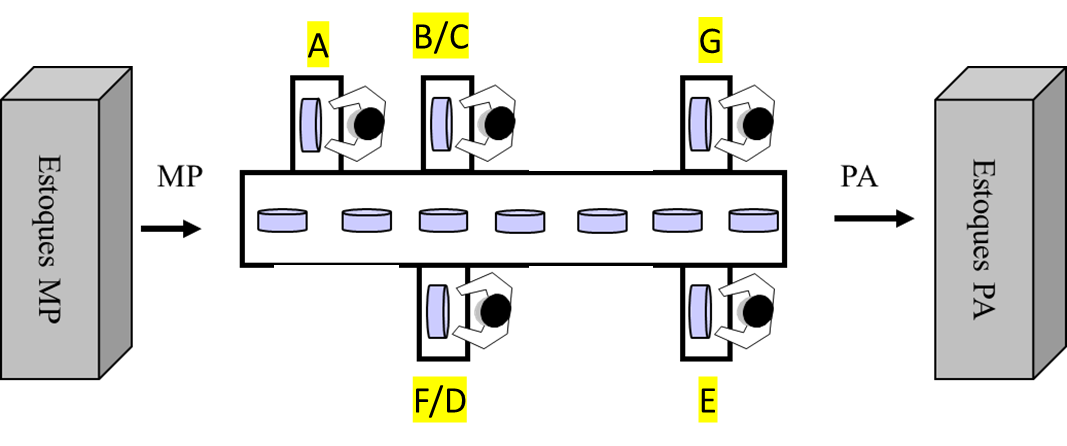 A
B/C
G
Estoques MP
MP
PA
Estoques PA
F/D
E